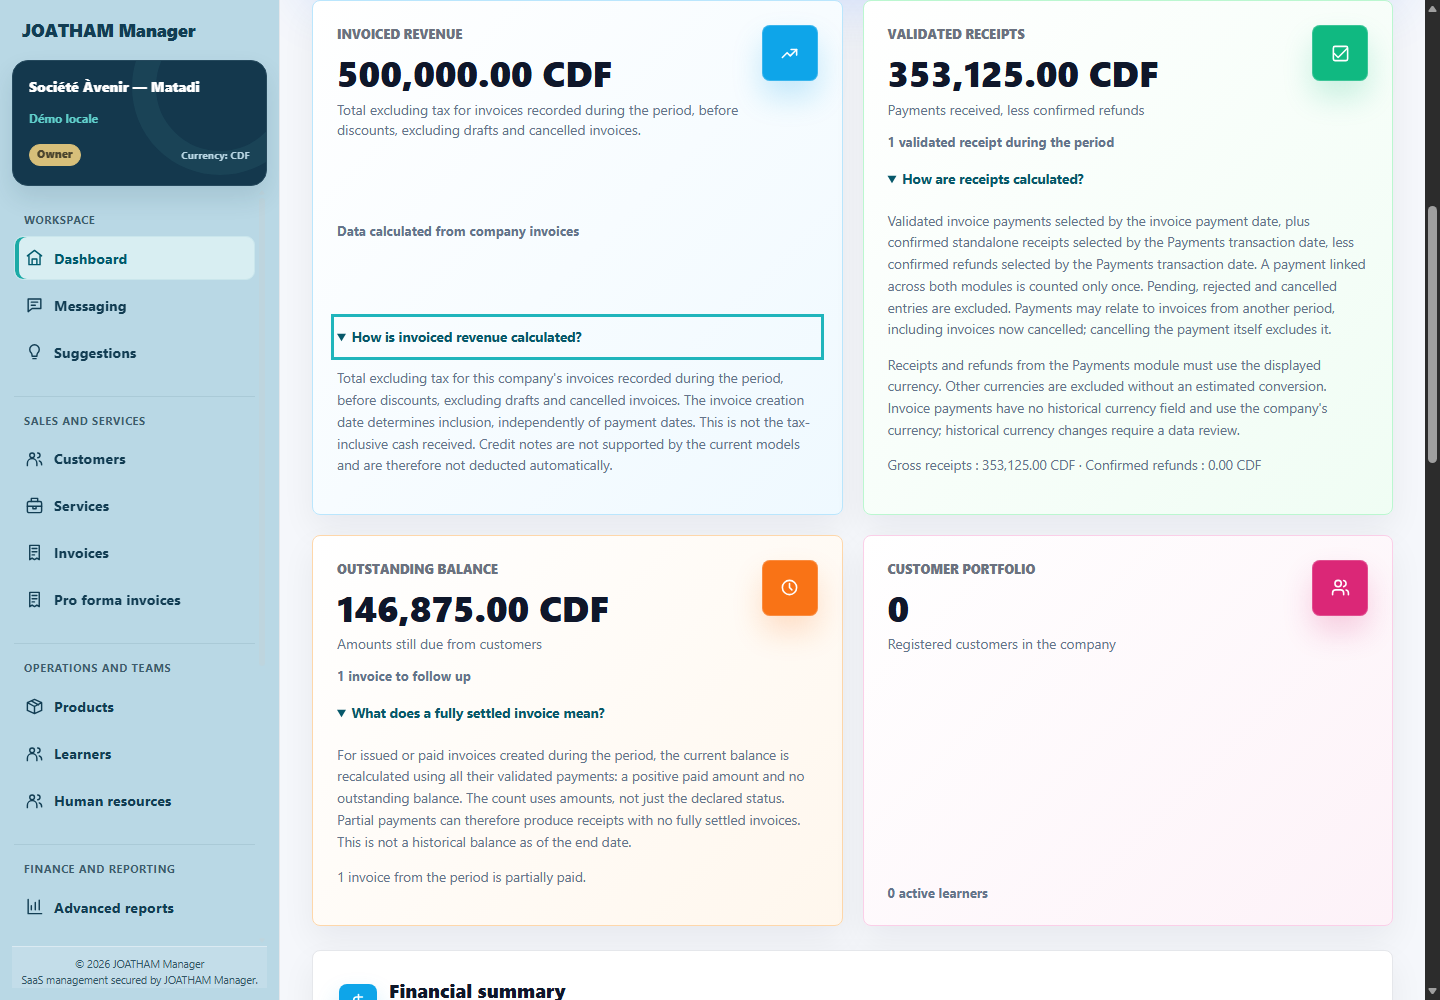 JOATHAM Manager
Société Àvenir — Matadi
Démo locale
Owner
Currency: CDF
WORKSPACE
Dashboard
Messaging
Suggestions
SALES AND SERVICES
Customers
Services
Invoices
Pro forma invoices
OPERATIONS AND TEAMS
Products
Learners
Human resources
FINANCE AND REPORTING
Advanced reports
© 2026 JOATHAM Manager
SaaS management secured by JOATHAM Manager.
INVOICED REVENUE
500,000.00 CDF
Total excluding tax for invoices recorded during the period, before
discounts, excluding drafts and cancelled invoices.
Data calculated from company invoices
How is invoiced revenue calculated?
Total excluding tax for this company's invoices recorded during the period,
before discounts, excluding drafts and cancelled invoices. The invoice creation
date determines inclusion, independently of payment dates. This is not the tax-
inclusive cash received. Credit notes are not supported by the current models
and are therefore not deducted automatically.
VALIDATED RECEIPTS
353,125.00 CDF
Payments received, less confirmed refunds
1 validated receipt during the period
How are receipts calculated?
Validated invoice payments selected by the invoice payment date, plus
confirmed standalone receipts selected by the Payments transaction date, less
confirmed refunds selected by the Payments transaction date. A payment linked
across both modules is counted only once. Pending, rejected and cancelled
entries are excluded. Payments may relate to invoices from another period,
including invoices now cancelled; cancelling the payment itself excludes it.
Receipts and refunds from the Payments module must use the displayed
currency. Other currencies are excluded without an estimated conversion.
Invoice payments have no historical currency field and use the company's
currency; historical currency changes require a data review.
Gross receipts : 353,125.00 CDF · Confirmed refunds : 0.00 CDF
OUTSTANDING BALANCE
146,875.00 CDF
Amounts still due from customers
1 invoice to follow up
What does a fully settled invoice mean?
For issued or paid invoices created during the period, the current balance is
recalculated using all their validated payments: a positive paid amount and no
outstanding balance. The count uses amounts, not just the declared status.
Partial payments can therefore produce receipts with no fully settled invoices.
This is not a historical balance as of the end date.
1 invoice from the period is partially paid.
CUSTOMER PORTFOLIO
0
Registered customers in the company
0 active learners
Financial summary